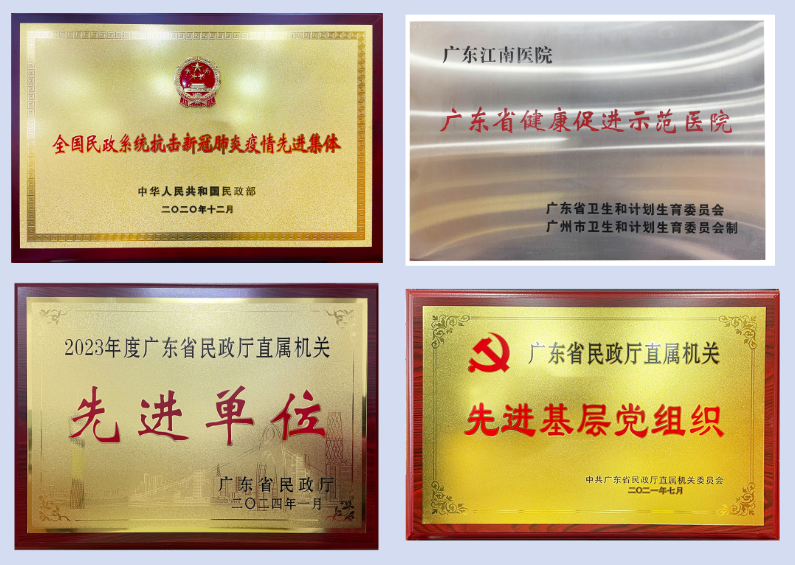 全国民政系统抗击新冠肺炎疫情先进集体
中华人民共和国民政部
二〇二〇年十二月
广东江南医院
广东省健康促进示范医院
广东省卫生和计划生育委员会
广州市卫生和计划生育委员会制
2023年度广东省民政厅直属机关
先进单位
广东省民政厅
二〇二四年一月
广东省民政厅直属机关
先进基层党组织
中共广东省民政厅直属机关委员会
二〇二一年七月